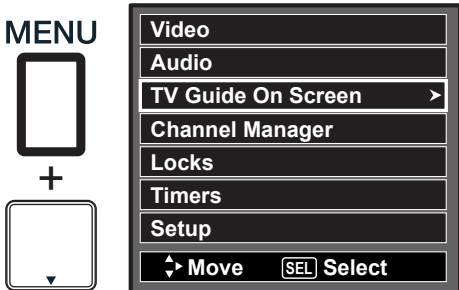 MENU
+
Video
Audio
TV Guide On Screen
Channel Manager
Locks
Timers
Setup
Move SEL Select